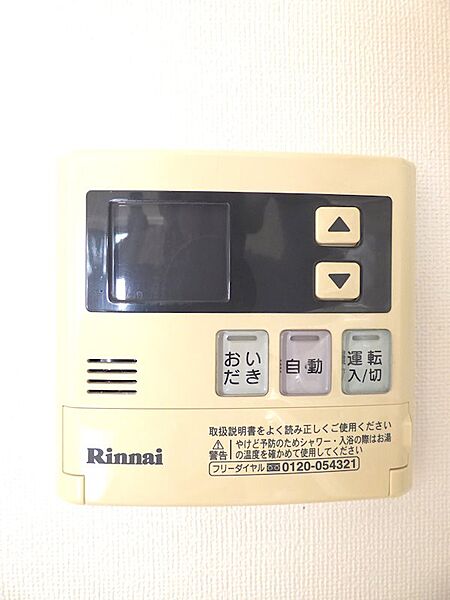 ▲
▼
おい
だき
自動
運転
入/切
取扱説明書をよく読み正しくご使用ください
⚠ やけど予防のためシャワー・入浴の際はお湯
警告 の温度を確かめて使用してください
フリーダイヤル 0120-054321
Rinnai